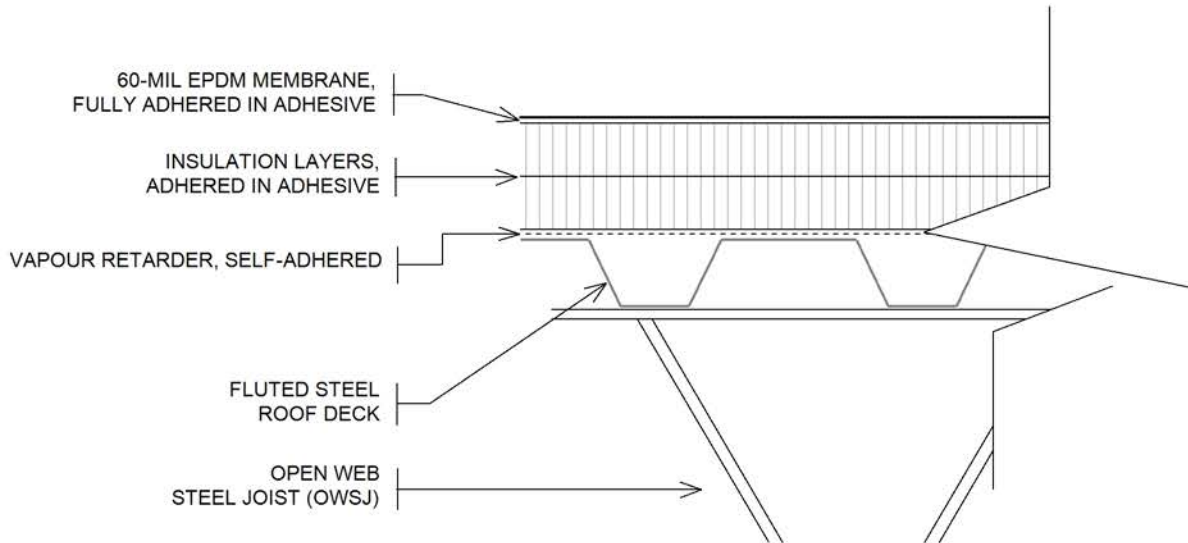 60-MIL EPDM MEMBRANE,
FULLY ADHERED IN ADHESIVE
INSULATION LAYERS,
ADHERED IN ADHESIVE
VAPOUR RETARDER, SELF-ADHERED
FLUTED STEEL
ROOF DECK
OPEN WEB
STEEL JOIST (OWSJ)